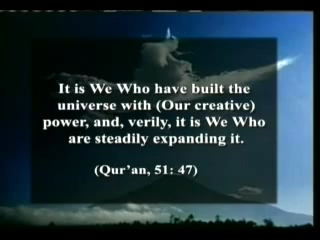 It is We Who have built the
universe with (Our creative)
power, and, verily, it is We Who
are steadily expanding it.
(Qur'an, 51: 47)